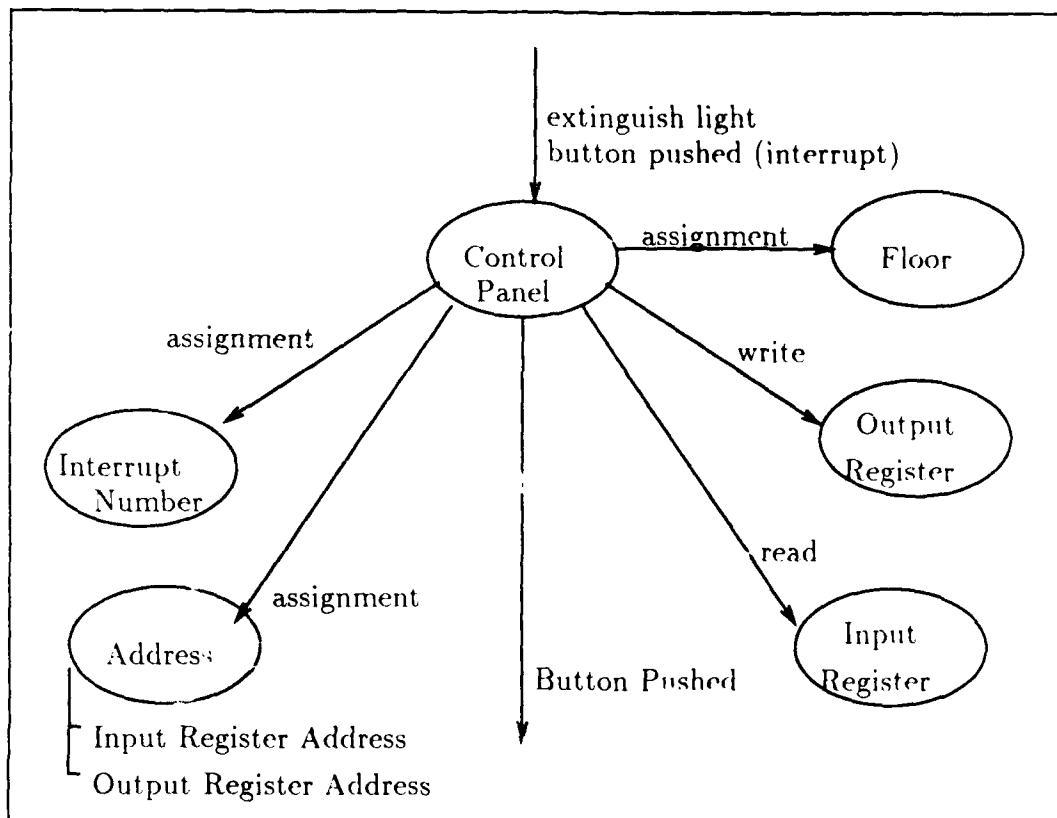 extinguish light
button pushed (interrupt)
Control
Panel
assignment
Floor
assignment
write
Output
Register
Interrupt
Number
read
assignment
Address
Input
Register
Button Pushed
Input Register Address
Output Register Address